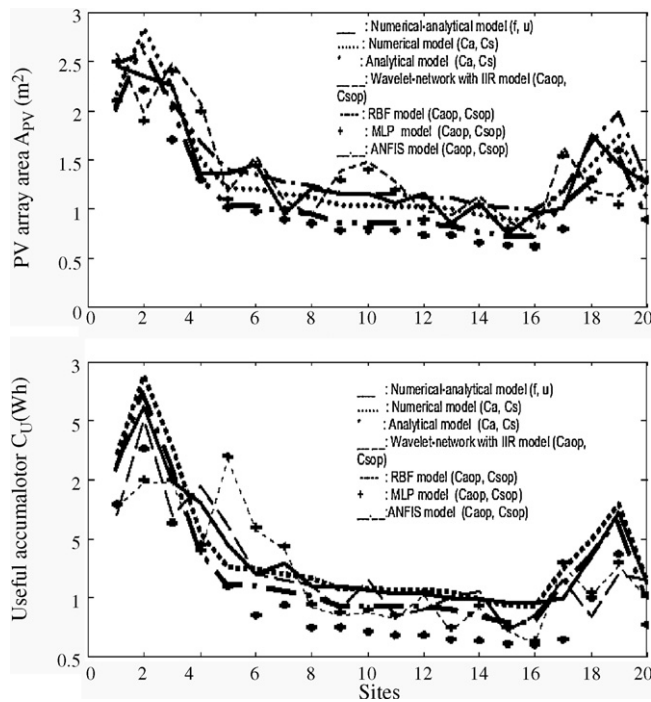 PV array area A_PV (m²)
3
2.5
2
1.5
1
0.5
0
0 2 4 6 8 10 12 14 16 18 20
: Numerical-analytical model (f, u)
: Numerical model (Ca, Cs)
: Analytical model (Ca, Cs)
: Wavelet-network with IIR model (Caop,
Csop)
: RBF model (Caop, Csop)
: MLP model (Caop, Csop)
: ANFIS model (Caop, Csop)
Useful accumalotor C_U(Wh)
3
5
2
5
1
0.5
0 2 4 6 8 10 12 14 16 18 20
: Numerical-analytical model (f, u)
: Numerical model (Ca, Cs)
: Analytical model (Ca, Cs)
: Wavelet-network with IIR model (Caop,
Csop)
: RBF model (Caop, Csop)
: MLP model (Caop, Csop)
:ANFIS model (Caop, Csop)
Sites